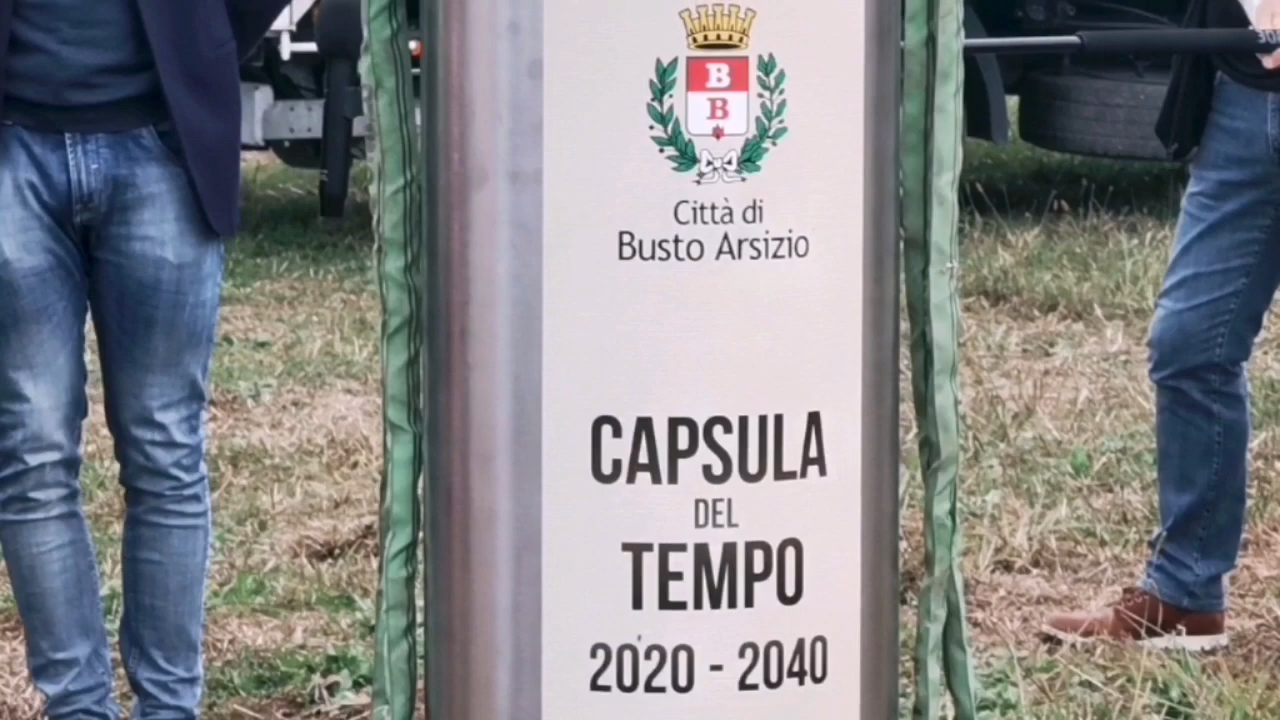 B
B
Città di
Busto Arsizio
CAPSULA
DEL
TEMPO
2020 - 2040